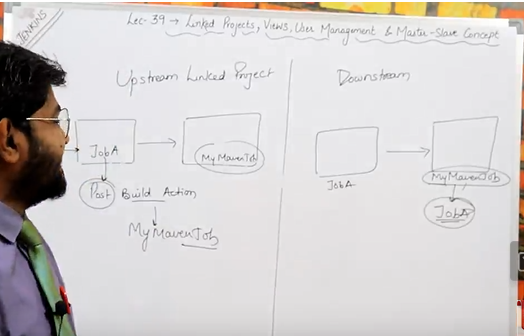 JENKINS
Lec-39 → Linked Projects, Views, User Management & Master-Slave Concept
Upstream Linked Project
Downstream
JobA
MyMavenJob
Post Build Action
MyMavenJob
JobA
MyMavenJob
JobA